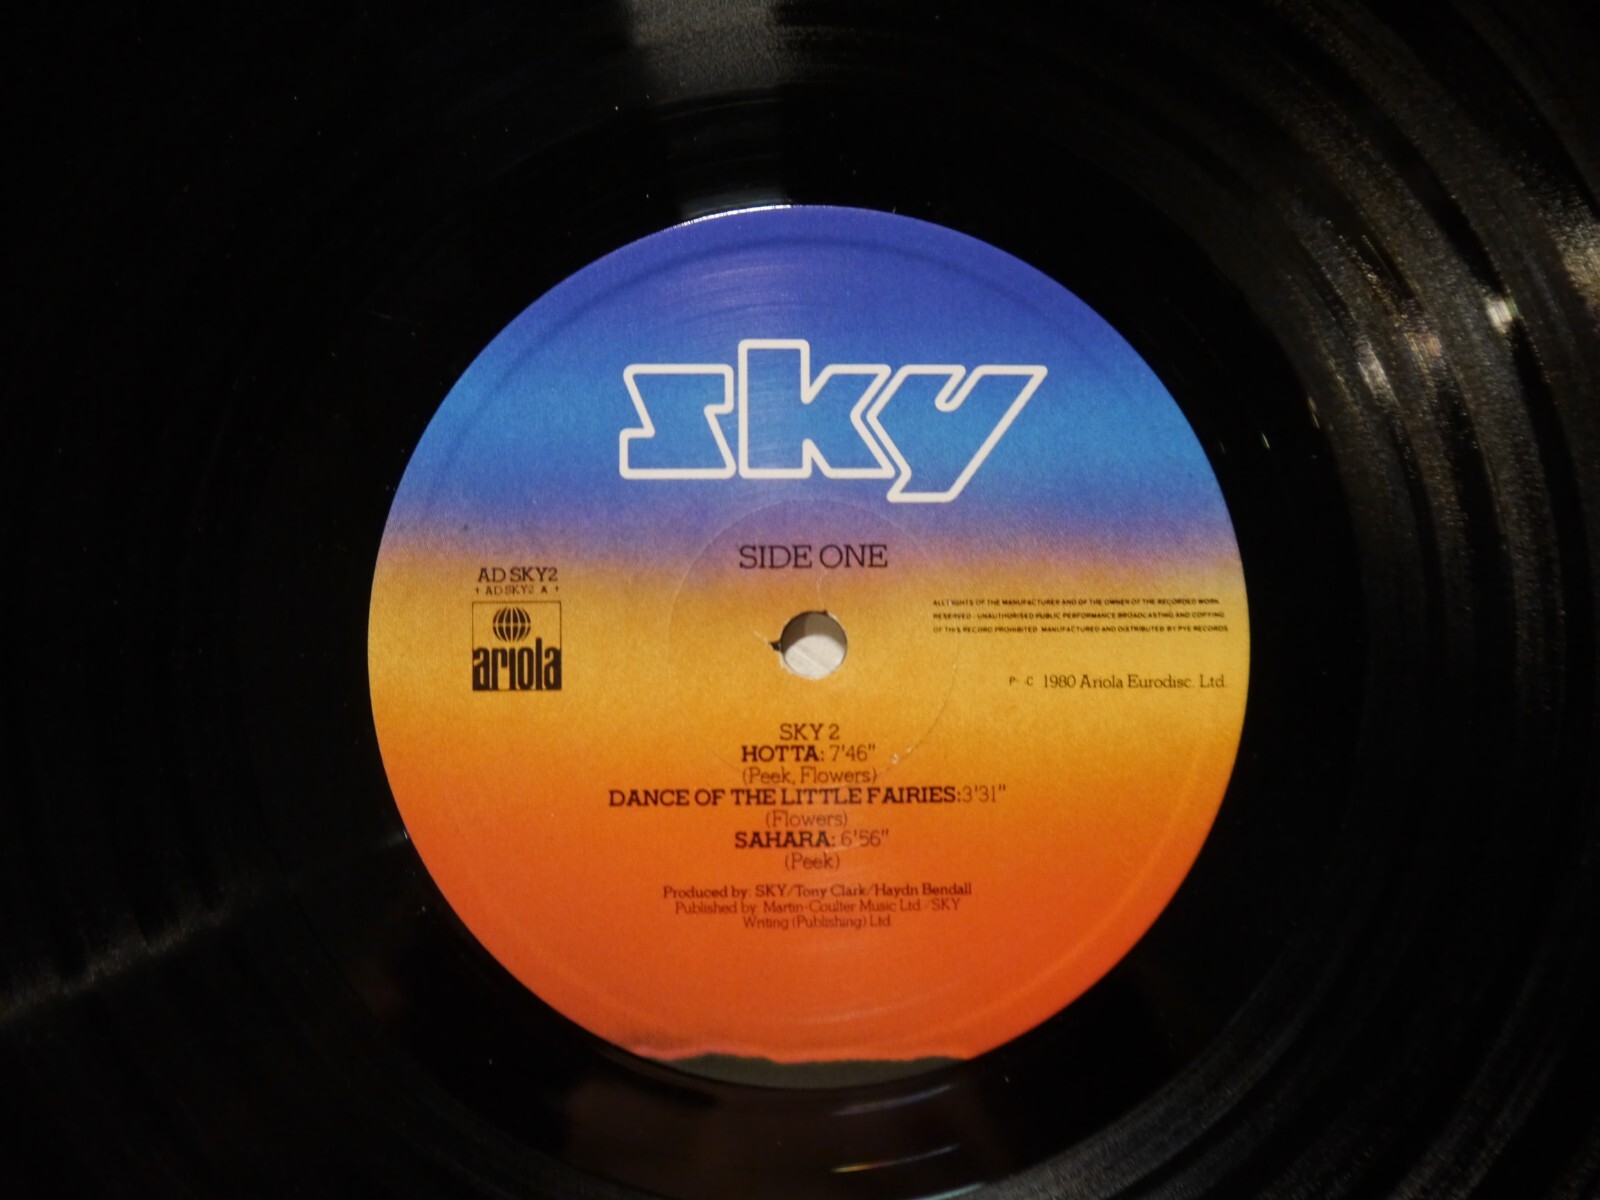 sky
SIDE ONE
AD SKY2
+ AD SKY2 A +
ariola
ALL RIGHTS OF THE MANUFACTURER AND OF THE OWNER OF THE RECORDED WORK
RESERVED - UNAUTHORISED PUBLIC PERFORMANCE BROADCASTING AND COPYING
OF THIS RECORD PROHIBITED. MANUFACTURED AND DISTRIBUTED BY PYE RECORDS
P C 1980 Ariola Eurodisc. Ltd.
SKY 2
HOTTA: 7'46"
(Peek, Flowers)
DANCE OF THE LITTLE FAIRIES:3'31"
(Flowers)
SAHARA: 6'56"
(Peek)
Produced by: SKY/Tony Clark/Haydn Bendall
Published by: Martin-Coulter Music Ltd./SKY
Writing (Publishing) Ltd.